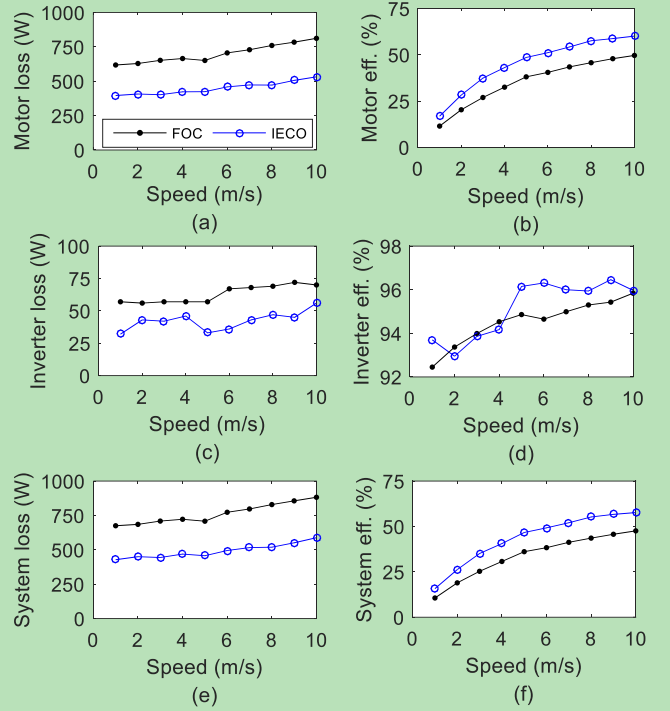 Motor loss (W)
1000
750
500
250
0
FOC
IECO
0 2 4 6 8 10
Speed (m/s)
(a)
Motor eff. (%)
75
50
25
0
0 2 4 6 8 10
Speed (m/s)
(b)
Inverter loss (W)
100
75
50
25
0
0 2 4 6 8 10
Speed (m/s)
(c)
Inverter eff. (%)
98
96
94
92
0 2 4 6 8 10
Speed (m/s)
(d)
System loss (W)
1000
750
500
250
0
0 2 4 6 8 10
Speed (m/s)
(e)
System eff. (%)
75
50
25
0
0 2 4 6 8 10
Speed (m/s)
(f)